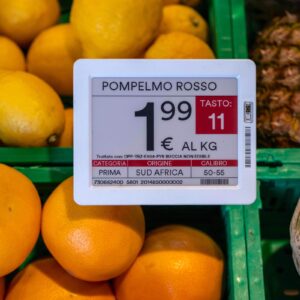 POMPELMO ROSSO
1,99 € AL KG
TASTO:
11
CATEGORIA ORIGINE CALIBRO
PRIMA SUD AFRICA 50-55